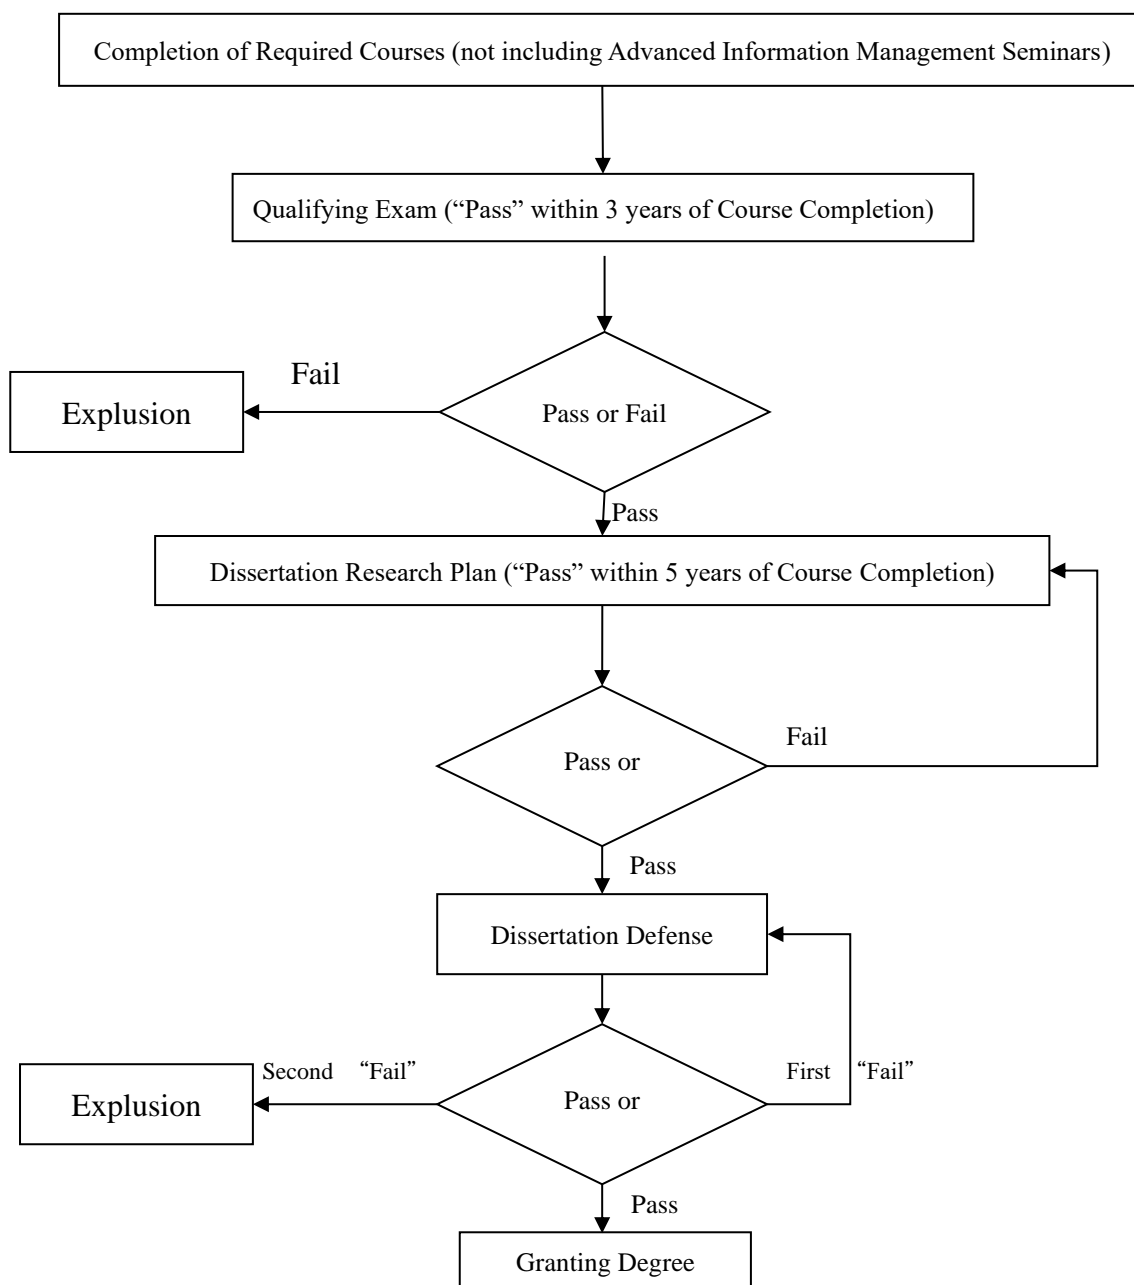 Completion of Required Courses (not including Advanced Information Management Seminars)
Qualifying Exam (“Pass” within 3 years of Course Completion)
Fail
Explusion
Pass or Fail
Pass
Dissertation Research Plan (“Pass” within 5 years of Course Completion)
Fail
Pass or
Pass
Dissertation Defense
Second “Fail”
First “Fail”
Explusion
Pass or
Pass
Granting Degree